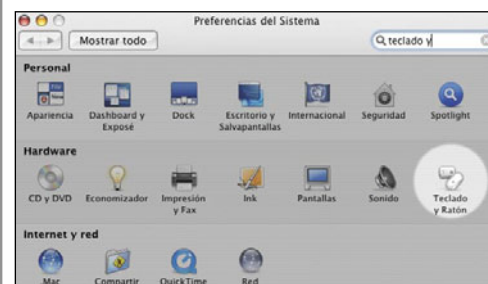 Preferencias del Sistema
Mostrar todo
teclado y
Personal
Apariencia
Dashboard y
Exposé
Dock
Escritorio y
Salvapantallas
Internacional
Seguridad
Spotlight
Hardware
CD y DVD
Economizador
Impresión
y Fax
Ink
Pantallas
Sonido
Teclado
y Ratón
Internet y red
.Mac
Compartir
QuickTime
Red